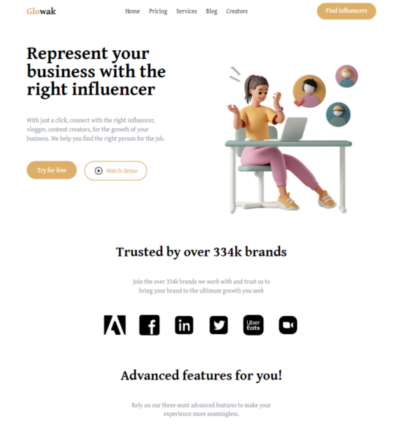 Glowak
Home Pricing Services Blog Creators
Find Influencers
Represent your
business with the
right influencer
With just a click, connect with the right influencer,
vlogger, content creators, for the growth of your
business. We help you find the right person for the job.
Try for free
Watch demo
Trusted by over 334k brands
Join the over 334k brands we work with and trust us to
bring your brand to the ultimate growth you seek
Uber
Eats
Advanced features for you!
Rely on our three most advanced features to make your
experience more seamingless.